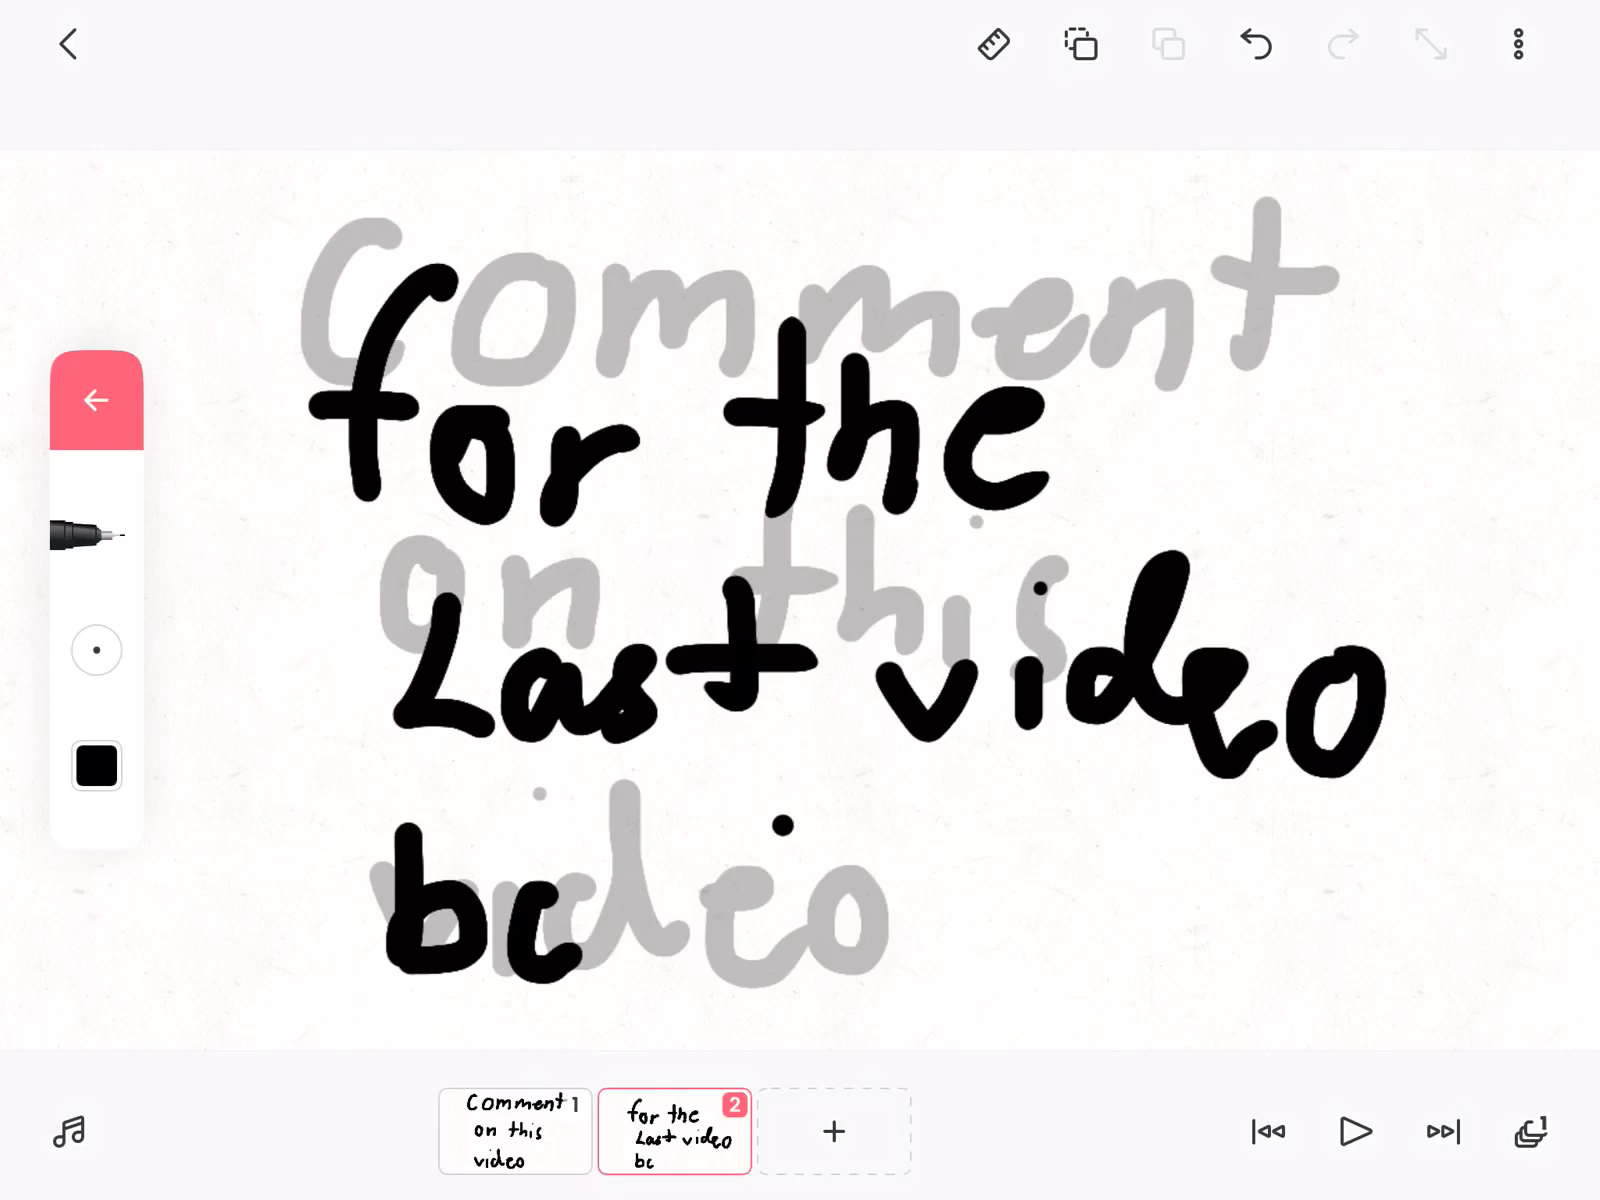 Comment
for the
on this
Last video
video
bc
Comment 1
on this
video
for the 2
Last video
bc
1